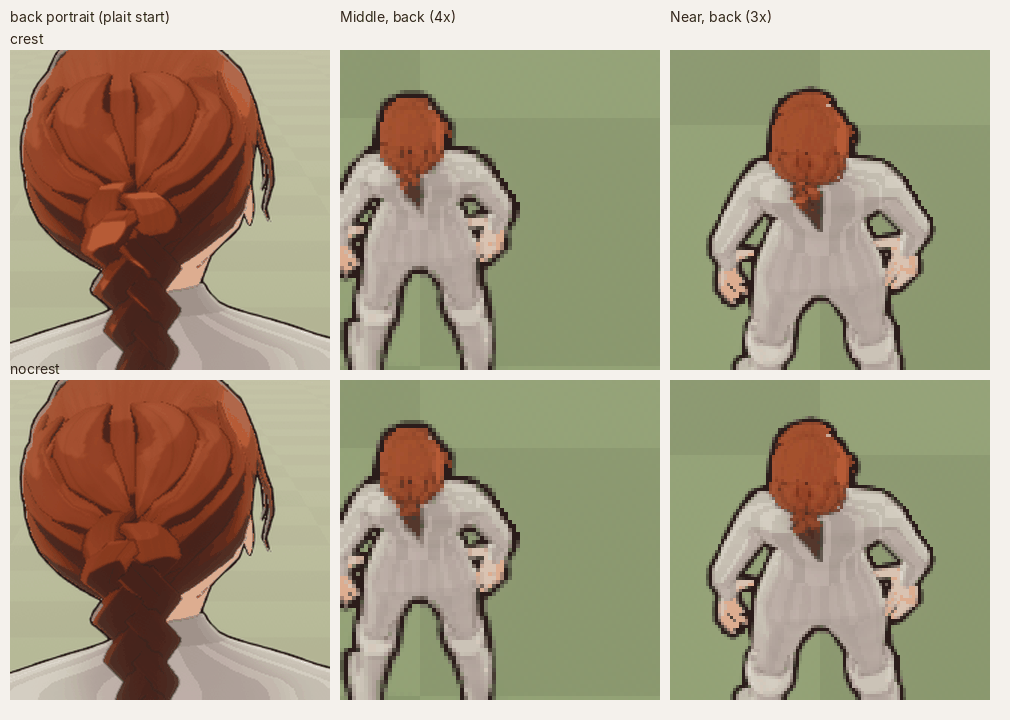 back portrait (plait start)
Middle, back (4x)
Near, back (3x)
crest
nocrest